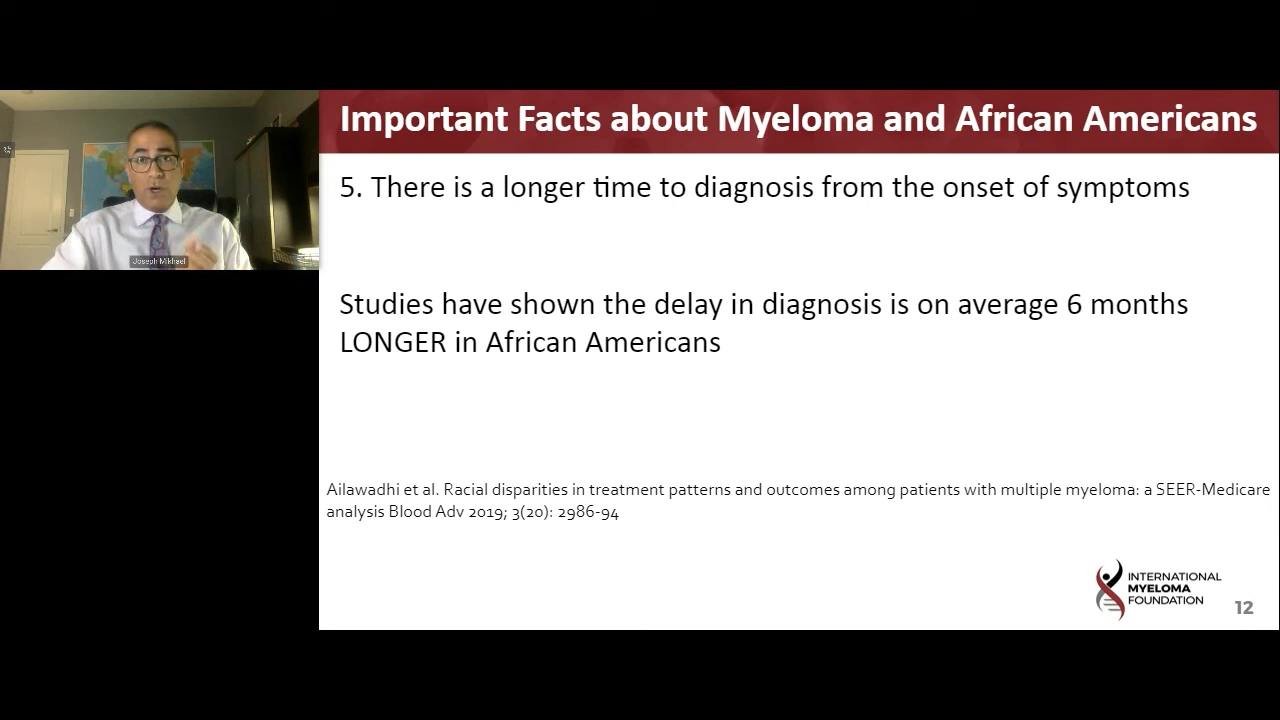 Important Facts about Myeloma and African Americans
5. There is a longer time to diagnosis from the onset of symptoms
Studies have shown the delay in diagnosis is on average 6 months
LONGER in African Americans
Joseph Mikhael
Ailawadhi et al. Racial disparities in treatment patterns and outcomes among patients with multiple myeloma: a SEER-Medicare
analysis Blood Adv 2019; 3(20): 2986-94
INTERNATIONAL
MYELOMA
FOUNDATION
12